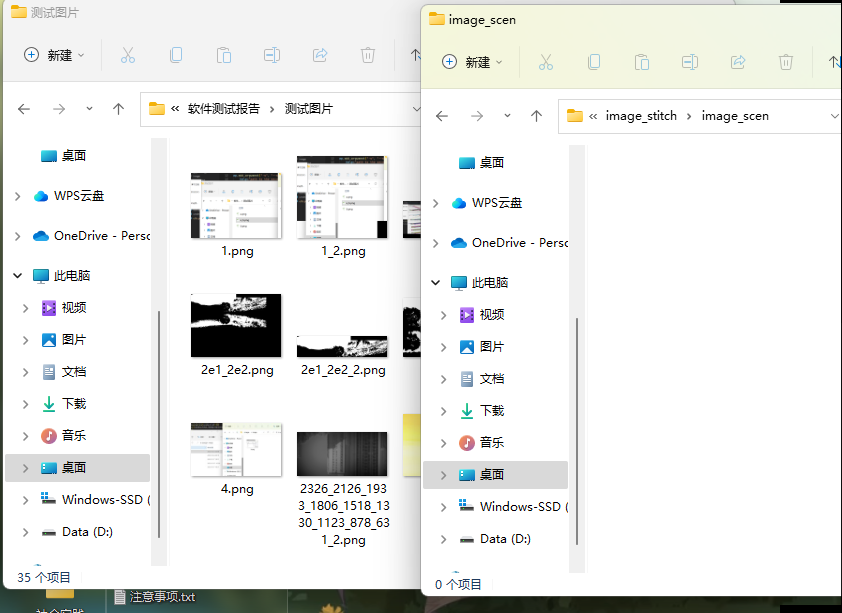 测试图片
新建
软件测试报告 › 测试图片
桌面
WPS云盘
OneDrive - Persc
此电脑
视频
图片
文档
下载
音乐
桌面
Windows-SSD (
Data (D:)
35 个项目
1.png
1_2.png
2e1_2e2.png
2e1_2e2_2.png
4.png
2326_2126_193
3_1806_1518_13
30_1123_878_63
1_2.png
注意事项.txt
image_scen
新建
image_stitch › image_scen
桌面
WPS云盘
OneDrive - Perso
此电脑
视频
图片
文档
下载
音乐
桌面
Windows-SSD (
Data (D:)
0 个项目